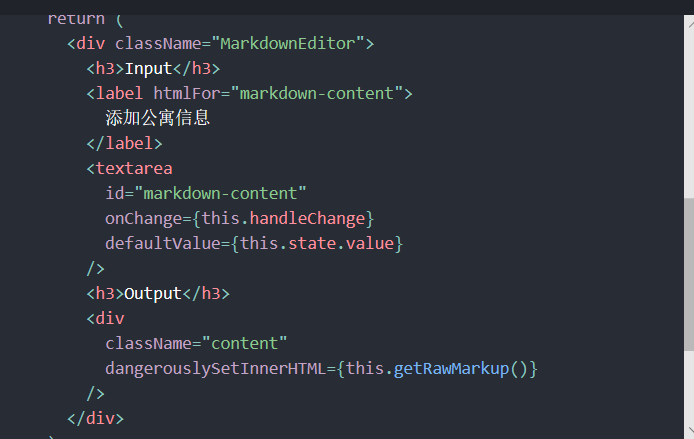 return (
<div className="MarkdownEditor">
<h3>Input</h3>
<label htmlFor="markdown-content">
添加公寓信息
</label>
<textarea
id="markdown-content"
onChange={this.handleChange}
defaultValue={this.state.value}
/>
<h3>Output</h3>
<div
className="content"
dangerouslySetInnerHTML={this.getRawMarkup()}
/>
</div>